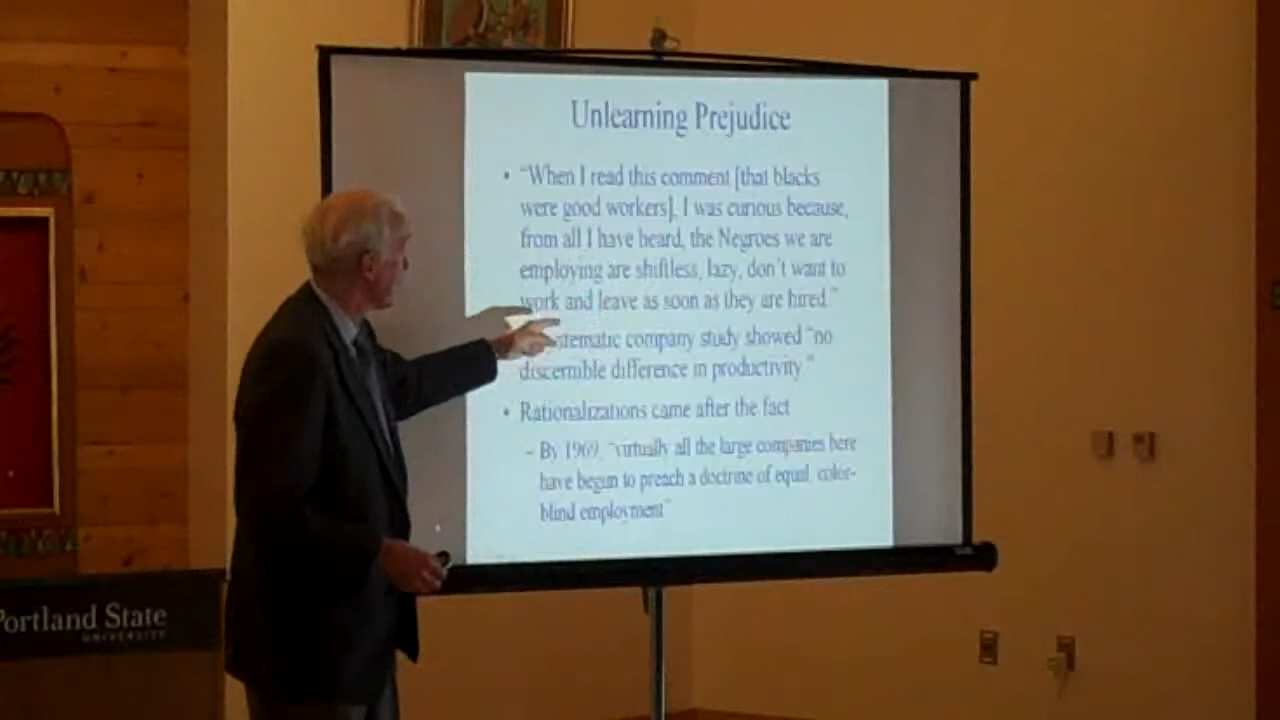 Unlearning Prejudice
• "When I read this comment [that blacks
were good workers], I was curious because,
from all I have heard, the Negroes we are
employing are shiftless, lazy, don't want to
work and leave as soon as they are hired."
stematic company study showed "no
discernible difference in productivity."
• Rationalizations came after the fact
– By 1969, "virtually all the large companies here
have begun to preach a doctrine of equal, color-
blind employment"
Portland State
UNIVERSITY